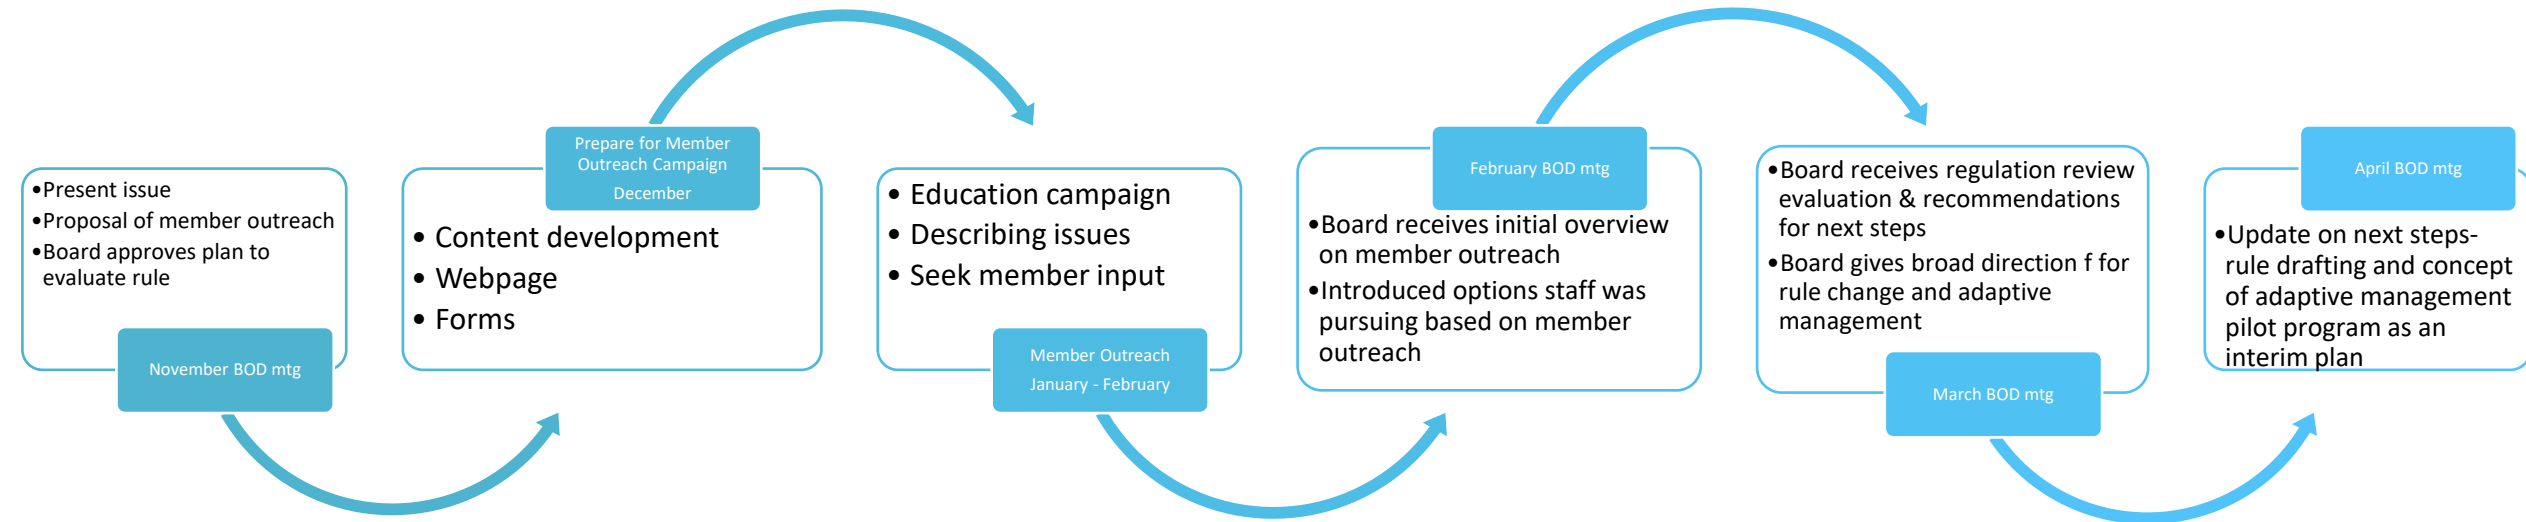 •Present issue
•Proposal of member outreach
•Board approves plan to
evaluate rule
November BOD mtg
Prepare for Member
Outreach Campaign
December
• Content development
• Webpage
• Forms
• Education campaign
• Describing issues
• Seek member input
Member Outreach
January - February
February BOD mtg
•Board receives initial overview
on member outreach
•Introduced options staff was
pursuing based on member
outreach
•Board receives regulation review
evaluation & recommendations
for next steps
•Board gives broad direction f for
rule change and adaptive
management
March BOD mtg
April BOD mtg
•Update on next steps-
rule drafting and concept
of adaptive management
pilot program as an
interim plan